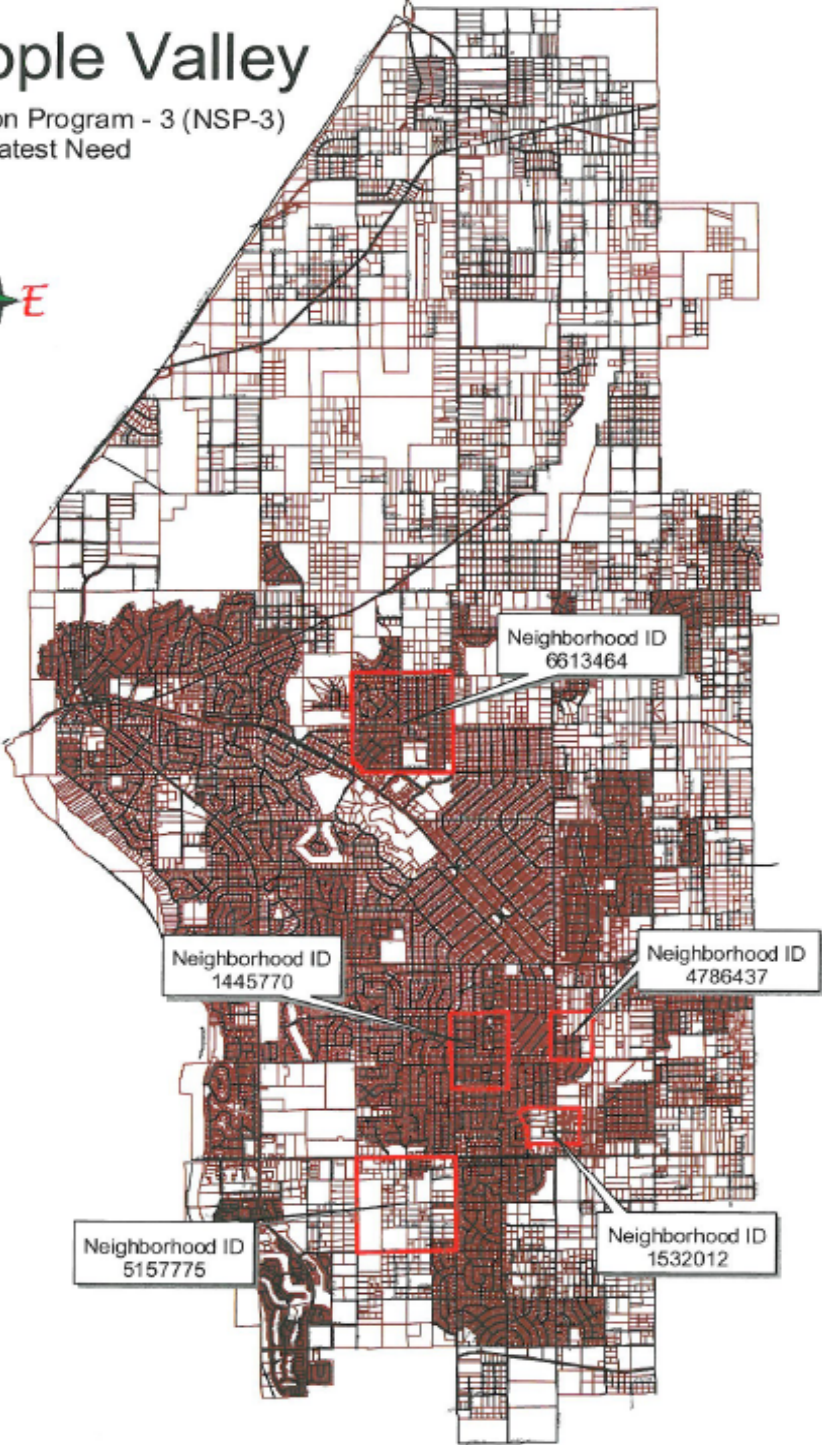 ple Valley
on Program - 3 (NSP-3)
atest Need
E
Neighborhood ID
6613464
Neighborhood ID
1445770
Neighborhood ID
4786437
Neighborhood ID
5157775
Neighborhood ID
1532012